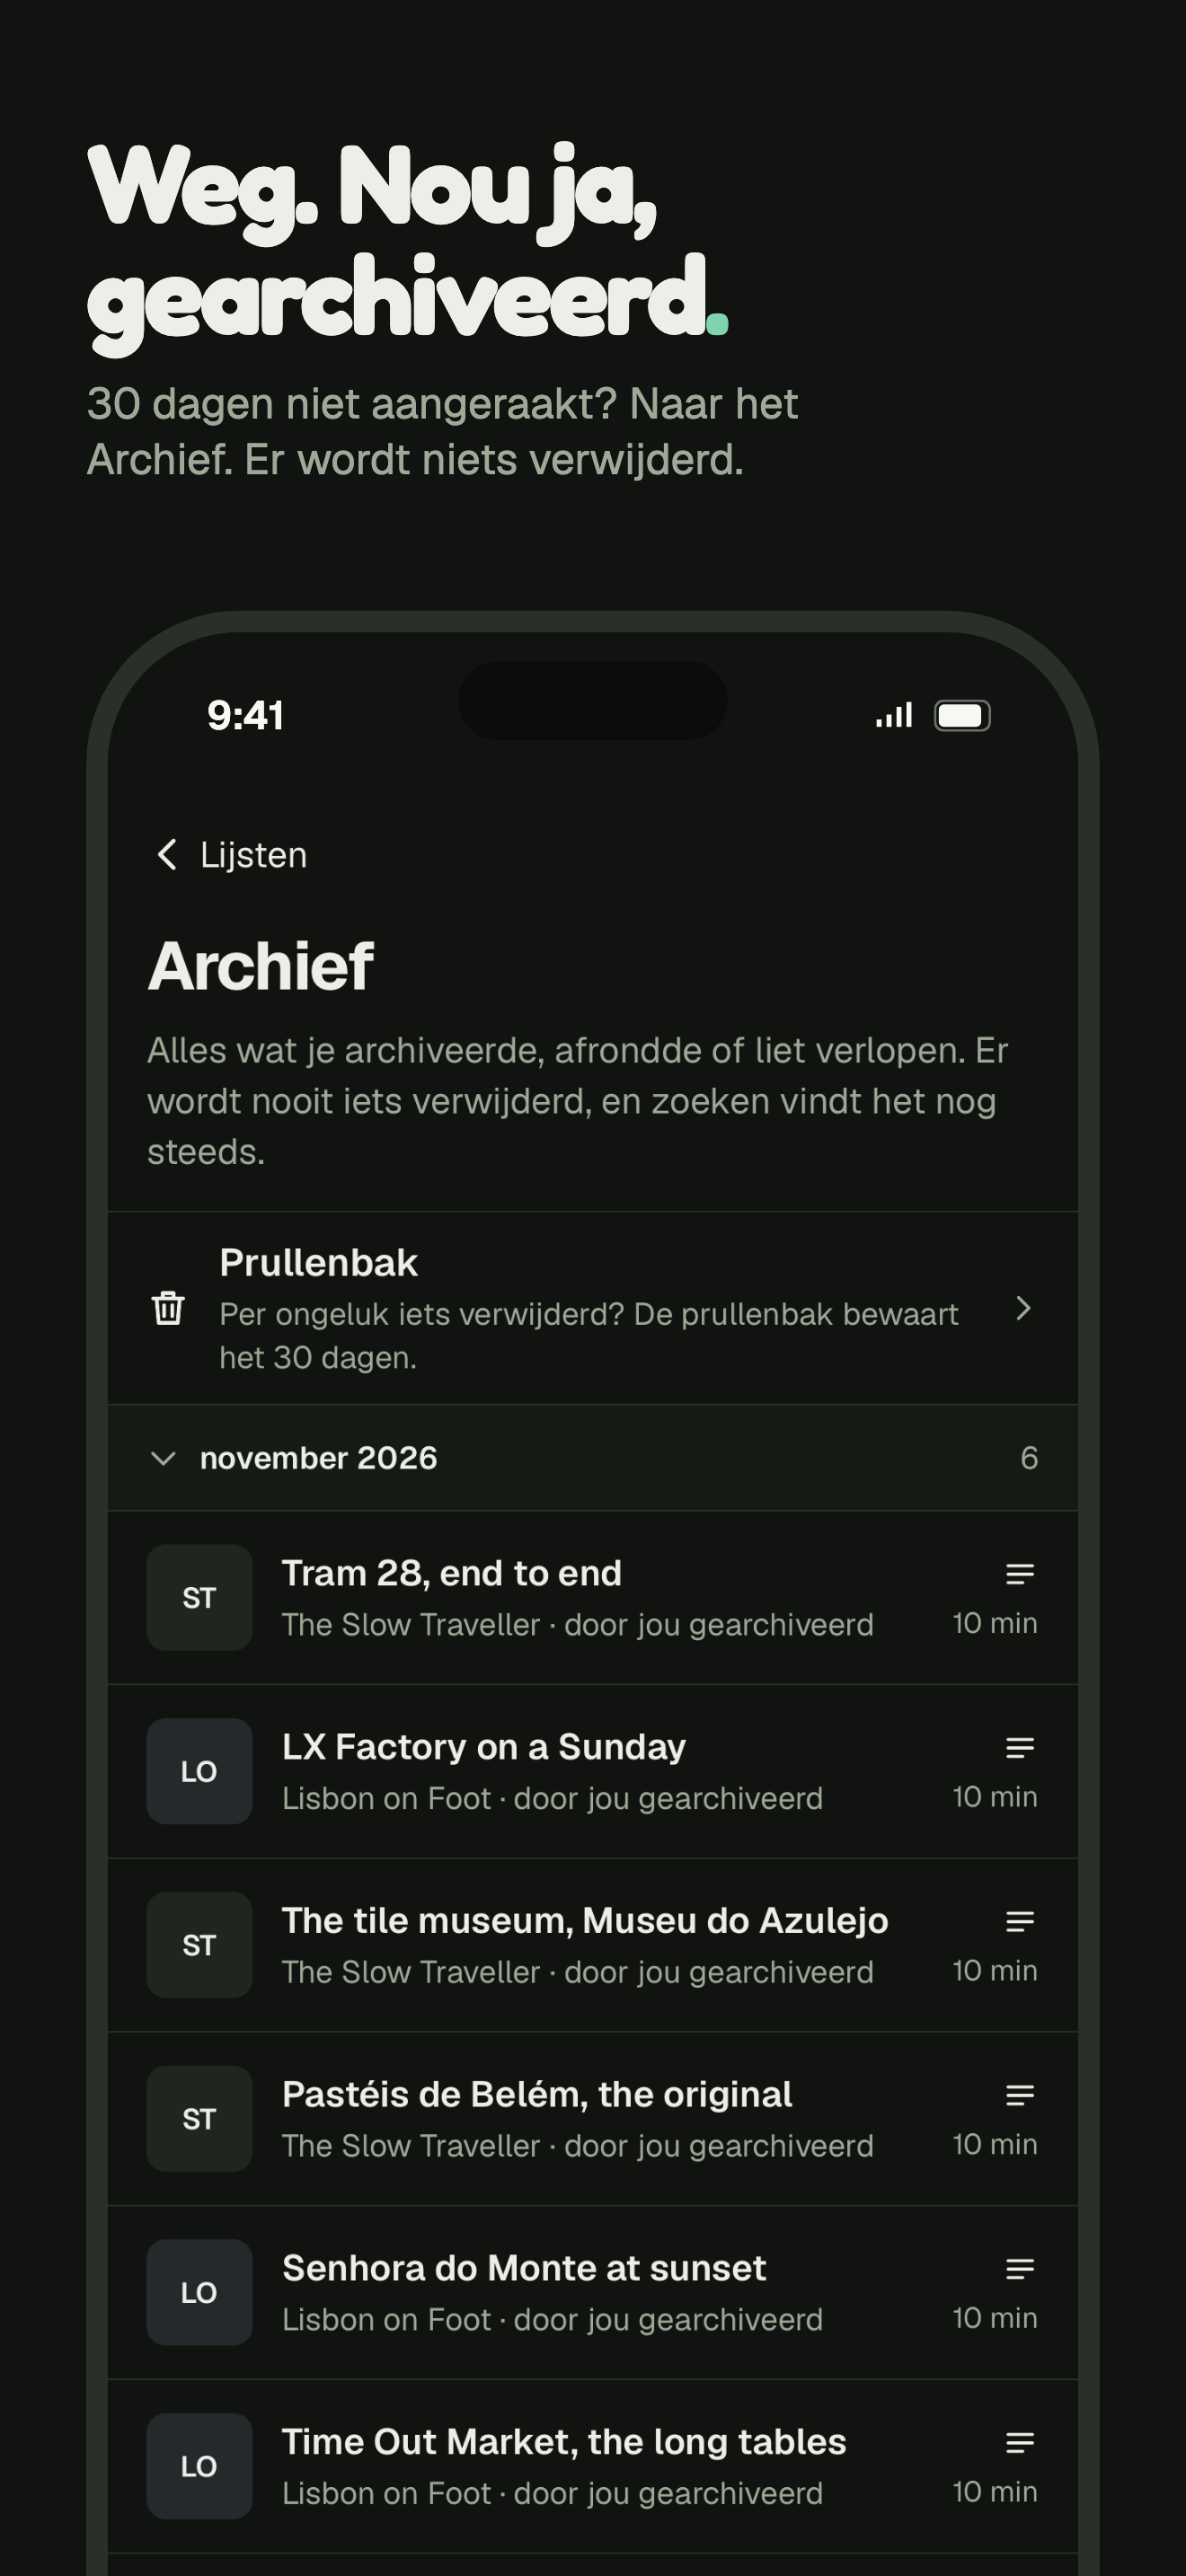 Weg. Nou ja,
gearchiveerd.
30 dagen niet aangeraakt? Naar het
Archief. Er wordt niets verwijderd.
9:41
Lijsten
Archief
Alles wat je archiveerde, afrondde of liet verlopen. Er
wordt nooit iets verwijderd, en zoeken vindt het nog
steeds.
Prullenbak
Per ongeluk iets verwijderd? De prullenbak bewaart
het 30 dagen.
november 2026 6
ST
Tram 28, end to end
The Slow Traveller · door jou gearchiveerd
10 min
LO
LX Factory on a Sunday
Lisbon on Foot · door jou gearchiveerd
10 min
ST
The tile museum, Museu do Azulejo
The Slow Traveller · door jou gearchiveerd
10 min
ST
Pastéis de Belém, the original
The Slow Traveller · door jou gearchiveerd
10 min
LO
Senhora do Monte at sunset
Lisbon on Foot · door jou gearchiveerd
10 min
LO
Time Out Market, the long tables
Lisbon on Foot · door jou gearchiveerd
10 min